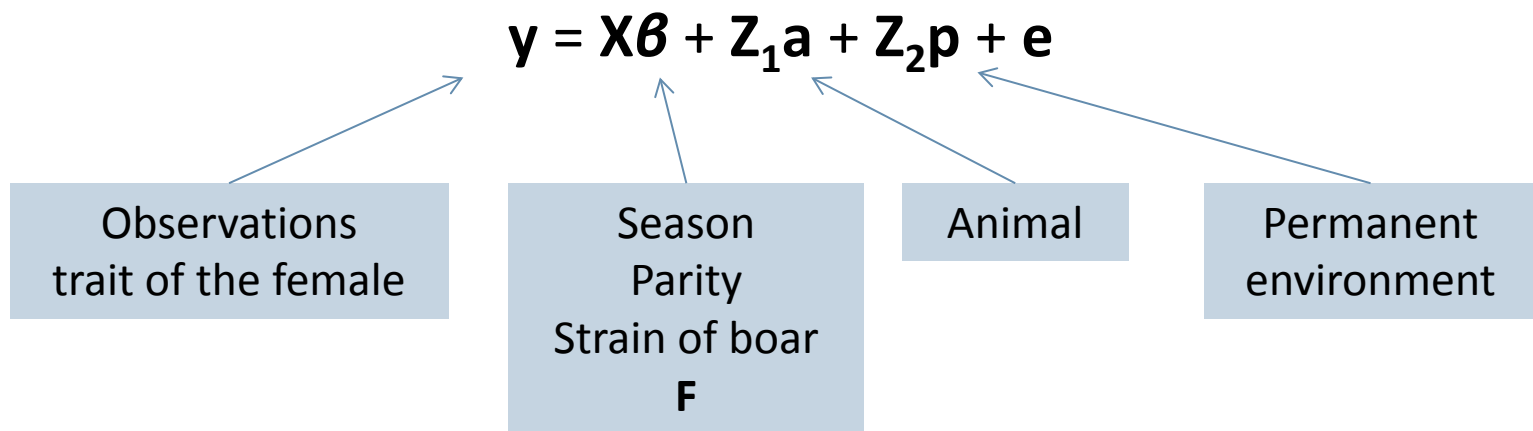 y = Xβ + Z₁a + Z₂p + e
Observations
trait of the female
Season
Parity
Strain of boar
F
Animal
Permanent
environment